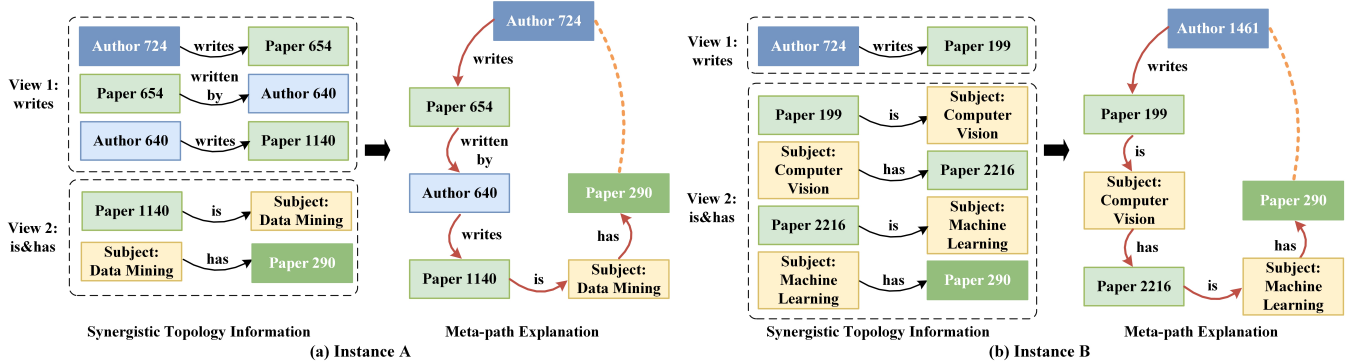 View 1:
writes
Author 724
writes
Paper 654
Paper 654
written
by
Author 640
Author 640
writes
Paper 1140
View 2:
is&has
Paper 1140
is
Subject:
Data Mining
Subject:
Data Mining
has
Paper 290
Synergistic Topology Information
Author 724
writes
Paper 654
written
by
Author 640
writes
Paper 1140
is
Subject:
Data Mining
has
Paper 290
Meta-path Explanation
(a) Instance A
View 1:
writes
Author 724
writes
Paper 199
View 2:
is&has
Paper 199
is
Subject:
Computer
Vision
Subject:
Computer
Vision
has
Paper 2216
Paper 2216
is
Subject:
Machine
Learning
Subject:
Machine
Learning
has
Paper 290
Synergistic Topology Information
Author 1461
writes
Paper 199
is
Subject:
Computer
Vision
has
Paper 2216
is
Subject:
Machine
Learning
has
Paper 290
Meta-path Explanation
(b) Instance B